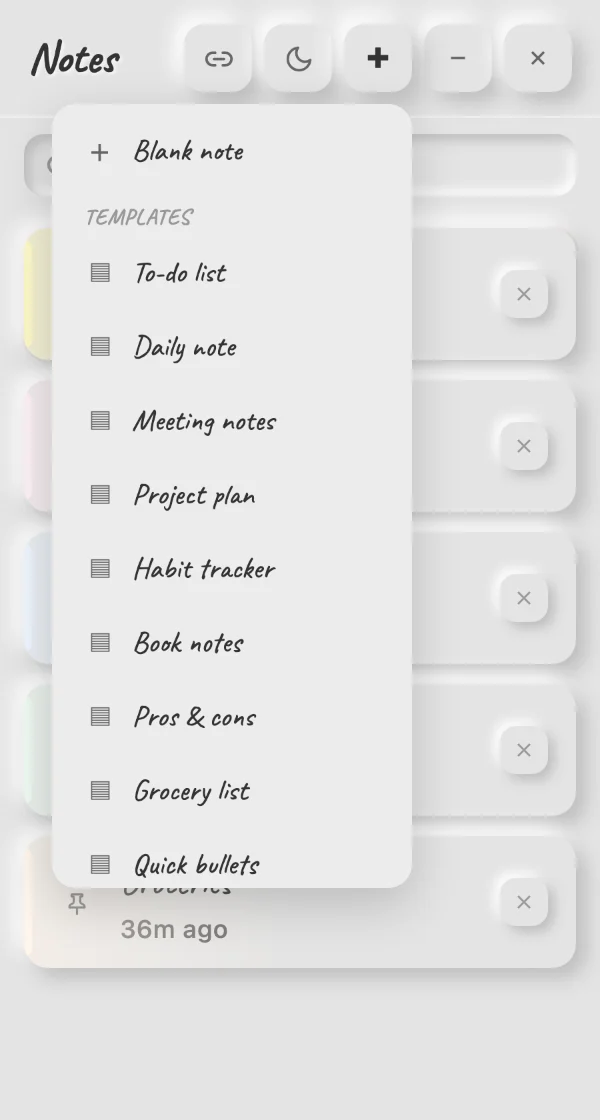 Notes
Blank note
TEMPLATES
To-do list
Daily note
Meeting notes
Project plan
Habit tracker
Book notes
Pros & cons
Grocery list
Quick bullets
Groceries
36m ago